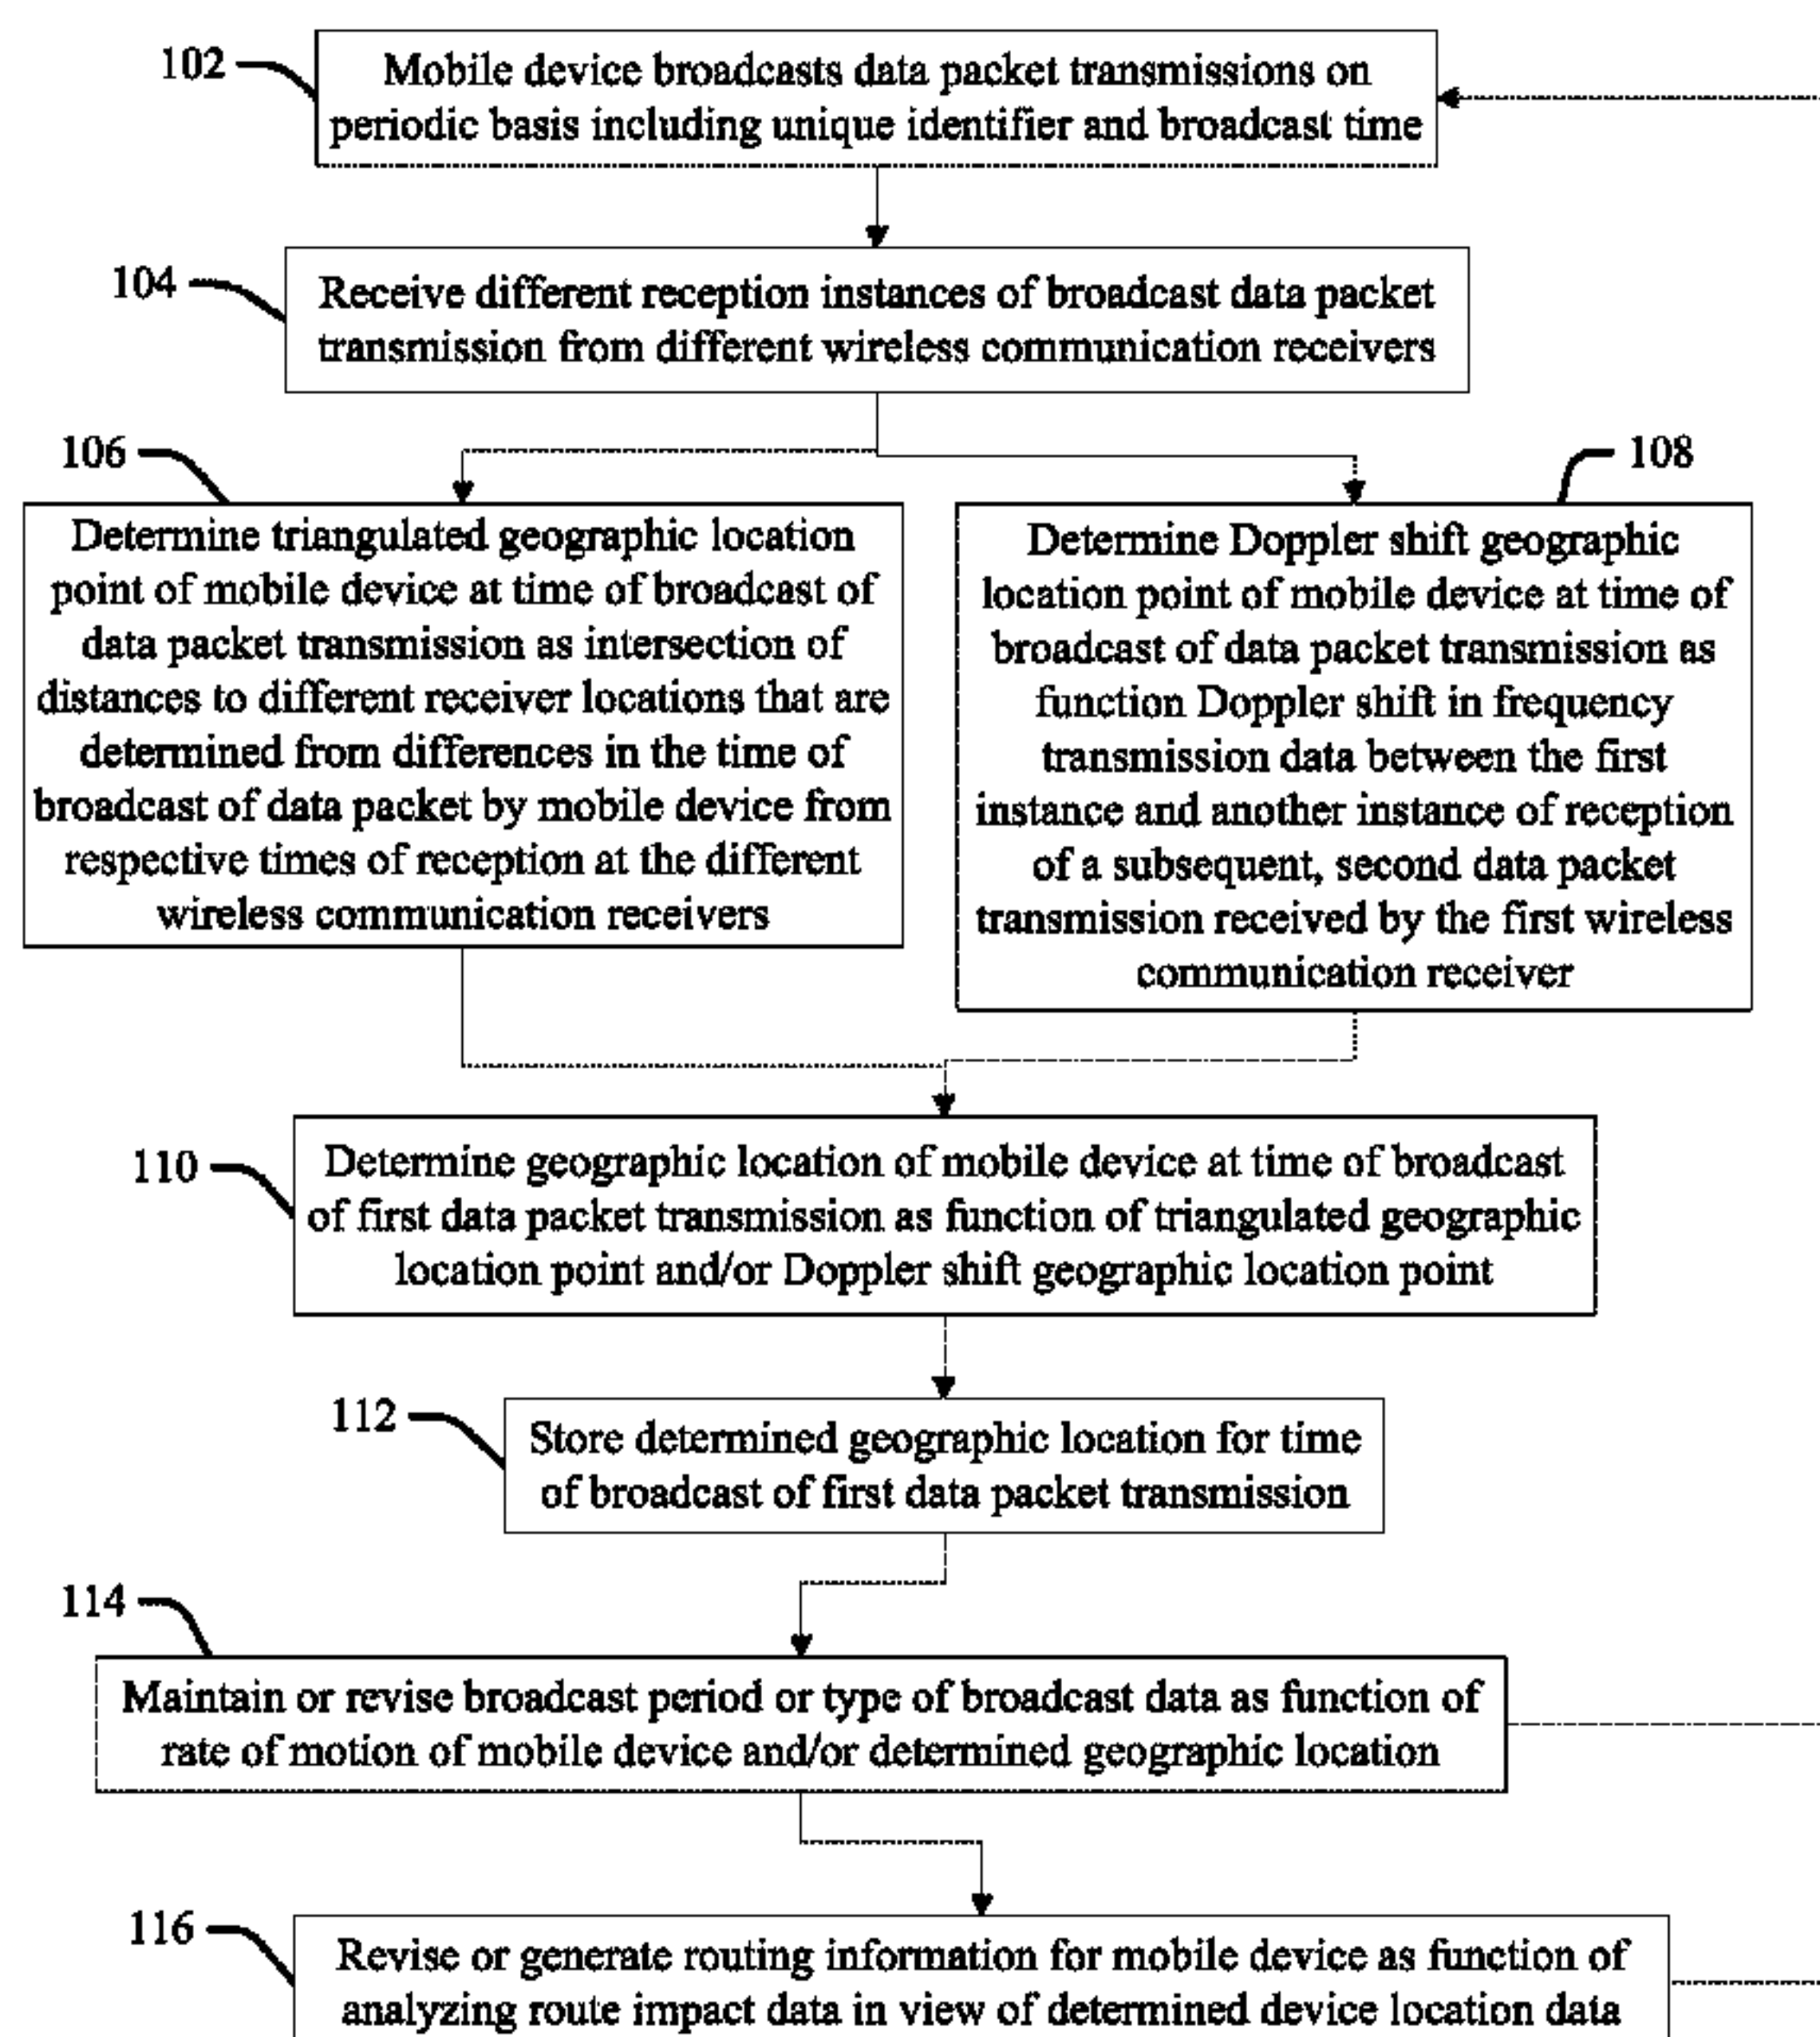 102
Mobile device broadcasts data packet transmissions on
periodic basis including unique identifier and broadcast time
104
Receive different reception instances of broadcast data packet
transmission from different wireless communication receivers
106
Determine triangulated geographic location
point of mobile device at time of broadcast of
data packet transmission as intersection of
distances to different receiver locations that are
determined from differences in the time of
broadcast of data packet by mobile device from
respective times of reception at the different
wireless communication receivers
108
Determine Doppler shift geographic
location point of mobile device at time of
broadcast of data packet transmission as
function Doppler shift in frequency
transmission data between the first
instance and another instance of reception
of a subsequent, second data packet
transmission received by the first wireless
communication receiver
110
Determine geographic location of mobile device at time of broadcast
of first data packet transmission as function of triangulated geographic
location point and/or Doppler shift geographic location point
112
Store determined geographic location for time
of broadcast of first data packet transmission
114
Maintain or revise broadcast period or type of broadcast data as function of
rate of motion of mobile device and/or determined geographic location
116
Revise or generate routing information for mobile device as function of
analyzing route impact data in view of determined device location data